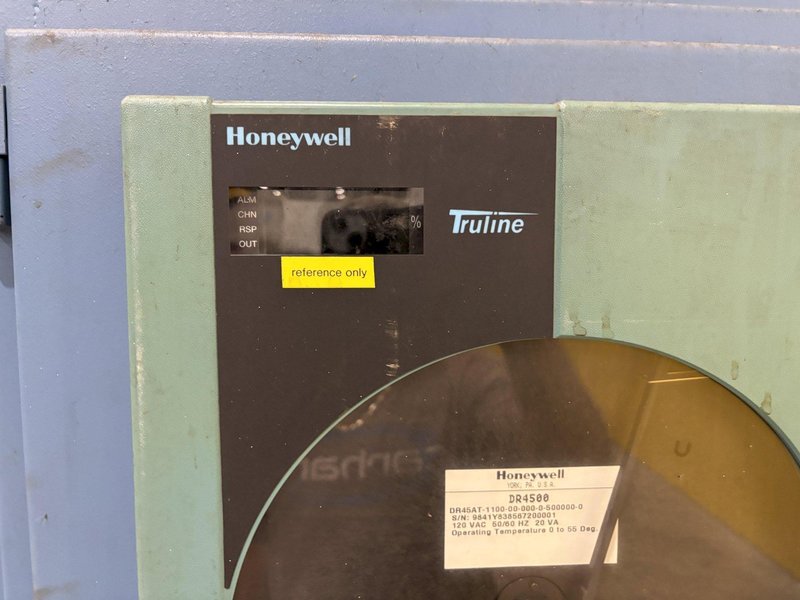 Honeywell
ALM
CHN
RSP
OUT
%
Truline
reference only
Honeywell
YORK, PA. U.S.A.
DR4500
DR45AT-1100-00-000-0-500000-0
S/N: 9841Y838567200001
120 VAC 50/60 HZ 20 VA
Operating Temperature 0 to 55 Deg.